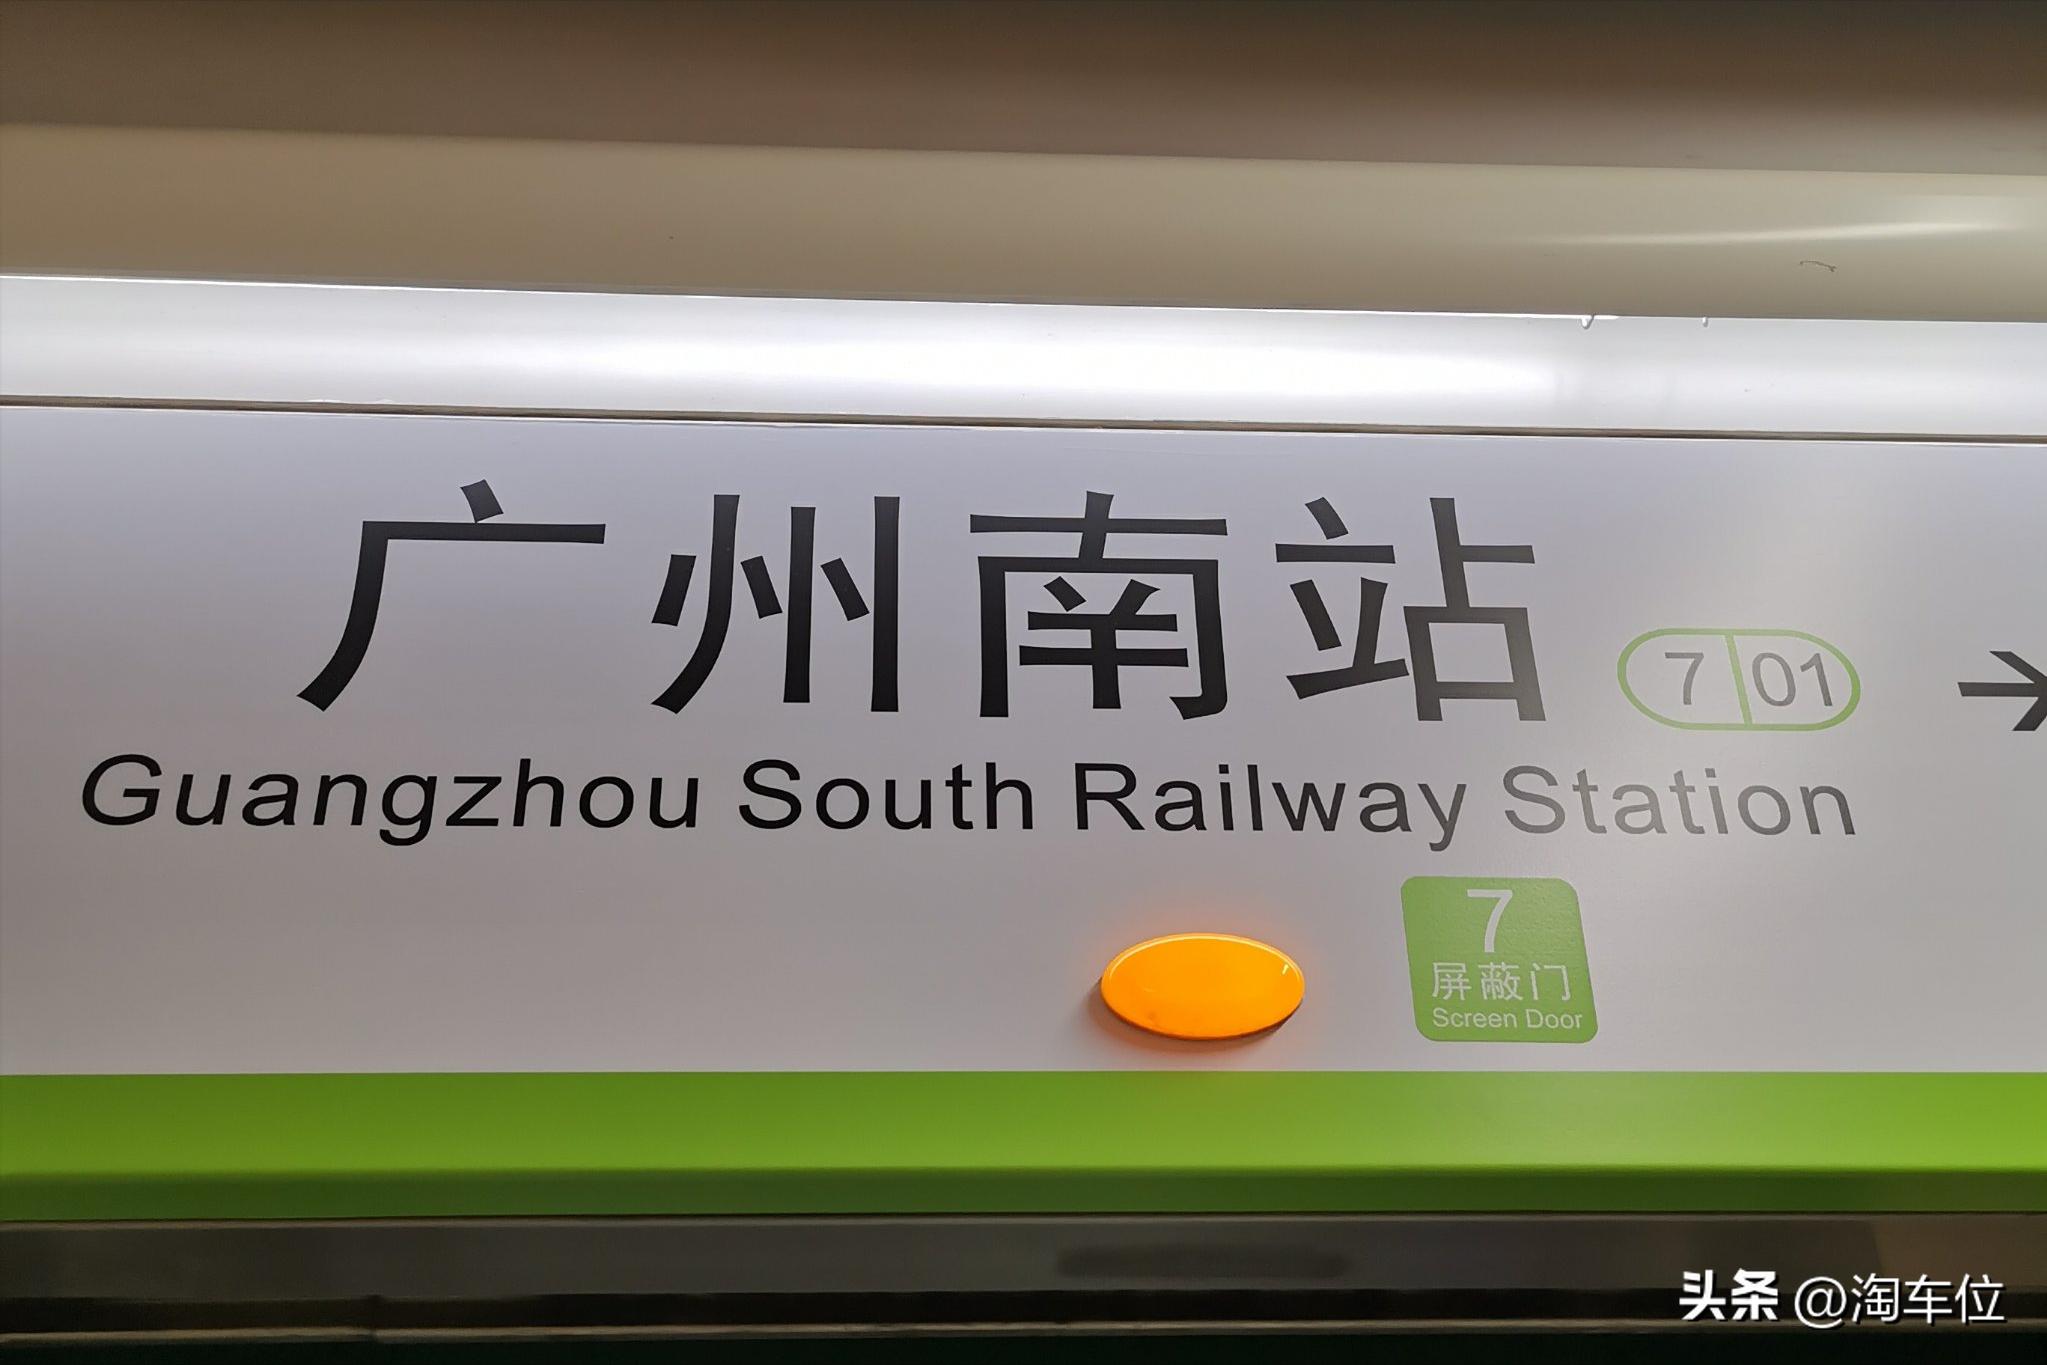 广州南站
7 01
→
Guangzhou South Railway Station
7
屏蔽门
Screen Door
头条 @淘车位